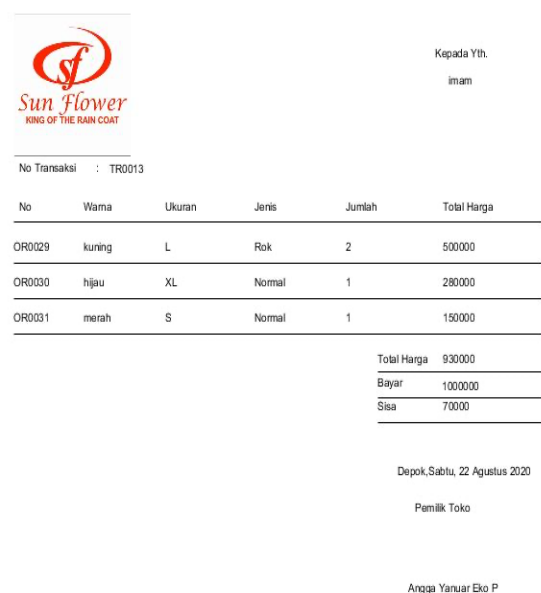 sf
Sun Flower
KING OF THE RAIN COAT
Kepada Yth.
imam
No Transaksi : TR0013
No Warna Ukuran Jenis Jumlah Total Harga
OR0029 kuning L Rok 2 500000
OR0030 hijau XL Normal 1 280000
OR0031 merah S Normal 1 150000
Total Harga 930000
Bayar 1000000
Sisa 70000
Depok,Sabtu, 22 Agustus 2020
Pemilik Toko
Angga Yanuar Eko P